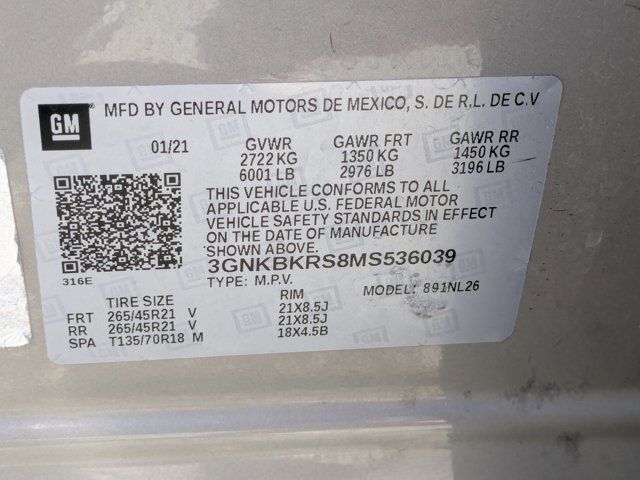 GM MFD BY GENERAL MOTORS DE MEXICO, S. DE R.L. DE C.V
01/21 GVWR GAWR FRT GAWR RR
2722 KG 1350 KG 1450 KG
6001 LB 2976 LB 3196 LB
THIS VEHICLE CONFORMS TO ALL
APPLICABLE U.S. FEDERAL MOTOR
VEHICLE SAFETY STANDARDS IN EFFECT
ON THE DATE OF MANUFACTURE
SHOWN ABOVE.
3GNKBKRS8MS536039
316E TYPE: M.P.V. MODEL: 891NL26
TIRE SIZE RIM
FRT 265/45R21 V 21X8.5J
RR 265/45R21 V 21X8.5J
SPA T135/70R18 M 18X4.5B